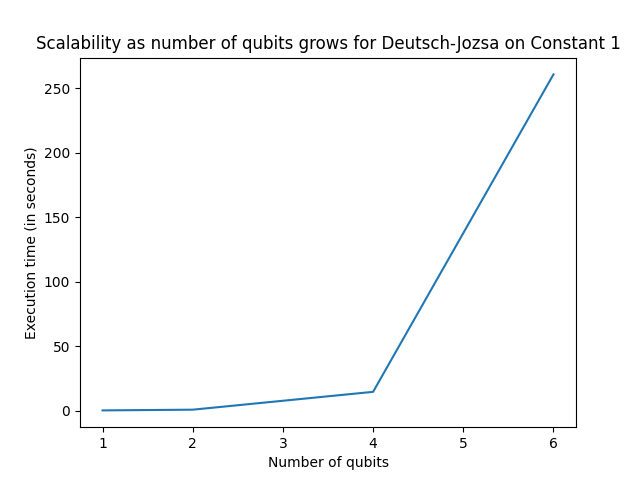 Scalability as number of qubits grows for Deutsch-Jozsa on Constant 1
Execution time (in seconds)
250
200
150
100
50
0
1 2 3 4 5 6
Number of qubits